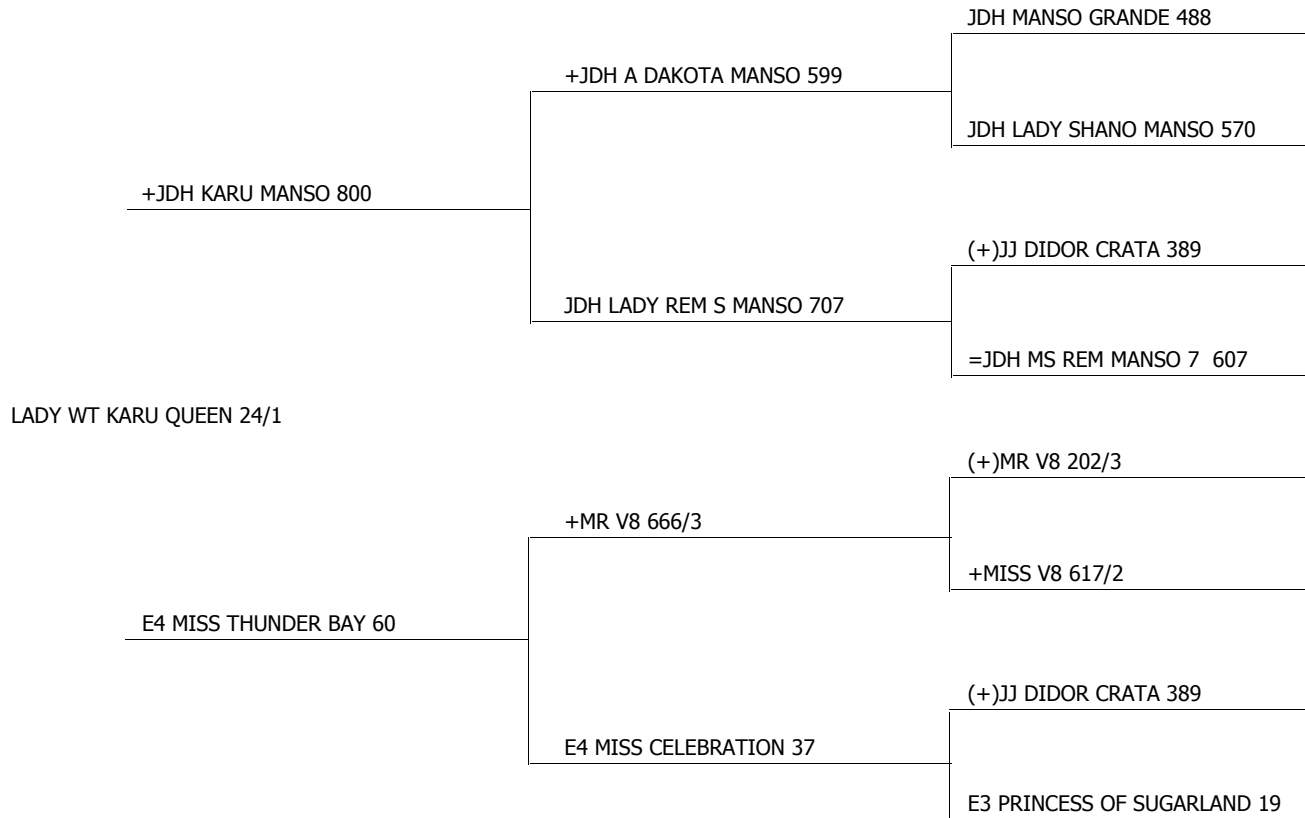 JDH MANSO GRANDE 488
+JDH A DAKOTA MANSO 599
JDH LADY SHANO MANSO 570
+JDH KARU MANSO 800
(+)JJ DIDOR CRATA 389
JDH LADY REM S MANSO 707
=JDH MS REM MANSO 7  607
LADY WT KARU QUEEN 24/1
(+)MR V8 202/3
+MR V8 666/3
+MISS V8 617/2
E4 MISS THUNDER BAY 60
(+)JJ DIDOR CRATA 389
E4 MISS CELEBRATION 37
E3 PRINCESS OF SUGARLAND 19